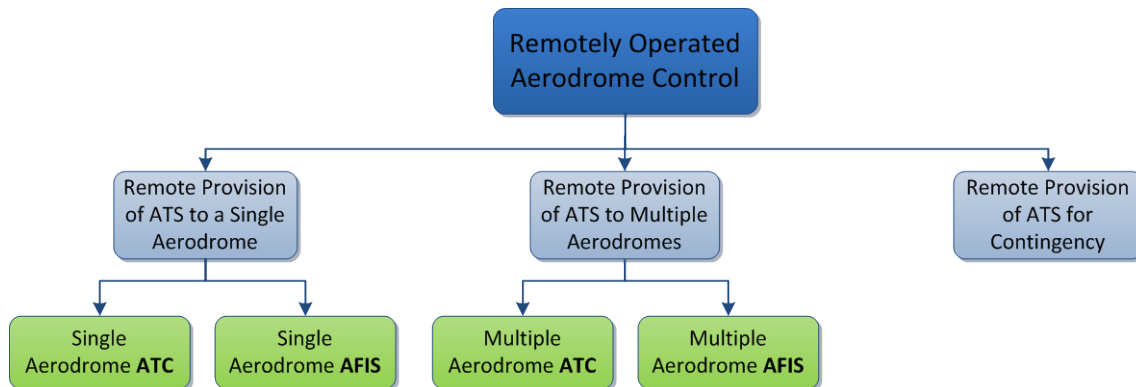 Remotely Operated
Aerodrome Control
Remote Provision
of ATS to a Single
Aerodrome
Remote Provision
of ATS to Multiple
Aerodromes
Remote Provision
of ATS for
Contingency
Single
Aerodrome ATC
Single
Aerodrome AFIS
Multiple
Aerodrome ATC
Multiple
Aerodrome AFIS